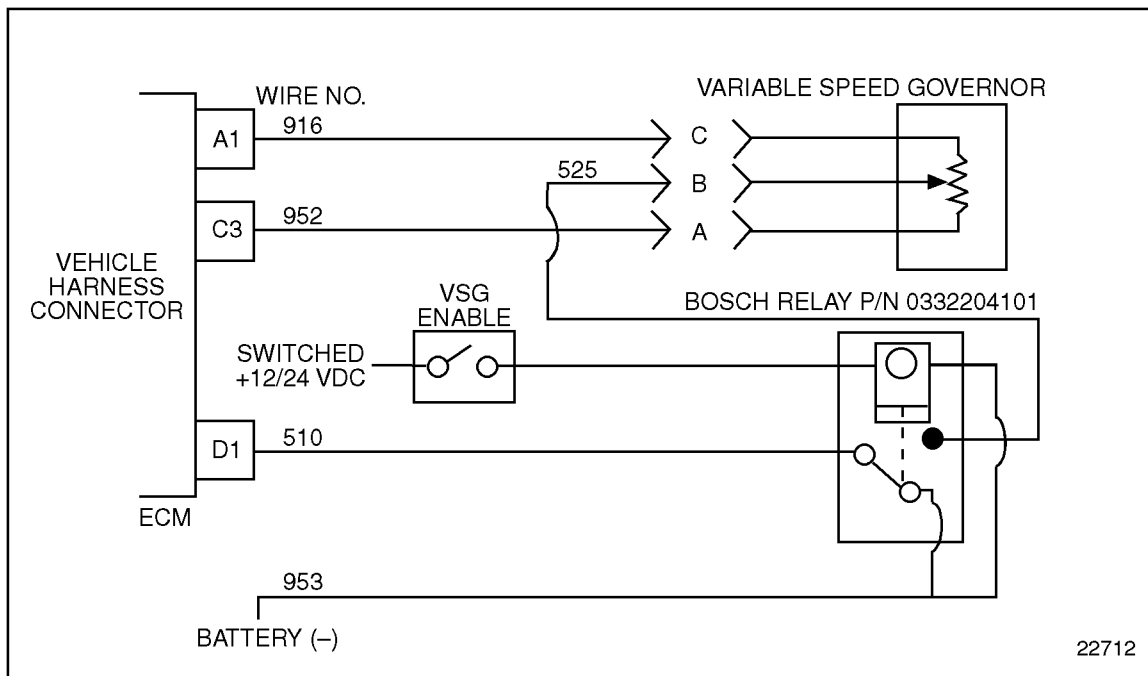 WIRE NO.
VARIABLE SPEED GOVERNOR
A1
916
C
525
B
C3
952
A
VEHICLE
HARNESS
CONNECTOR
VSG
ENABLE
BOSCH RELAY P/N 0332204101
SWITCHED
+12/24 VDC
D1
510
ECM
953
BATTERY (–)
22712